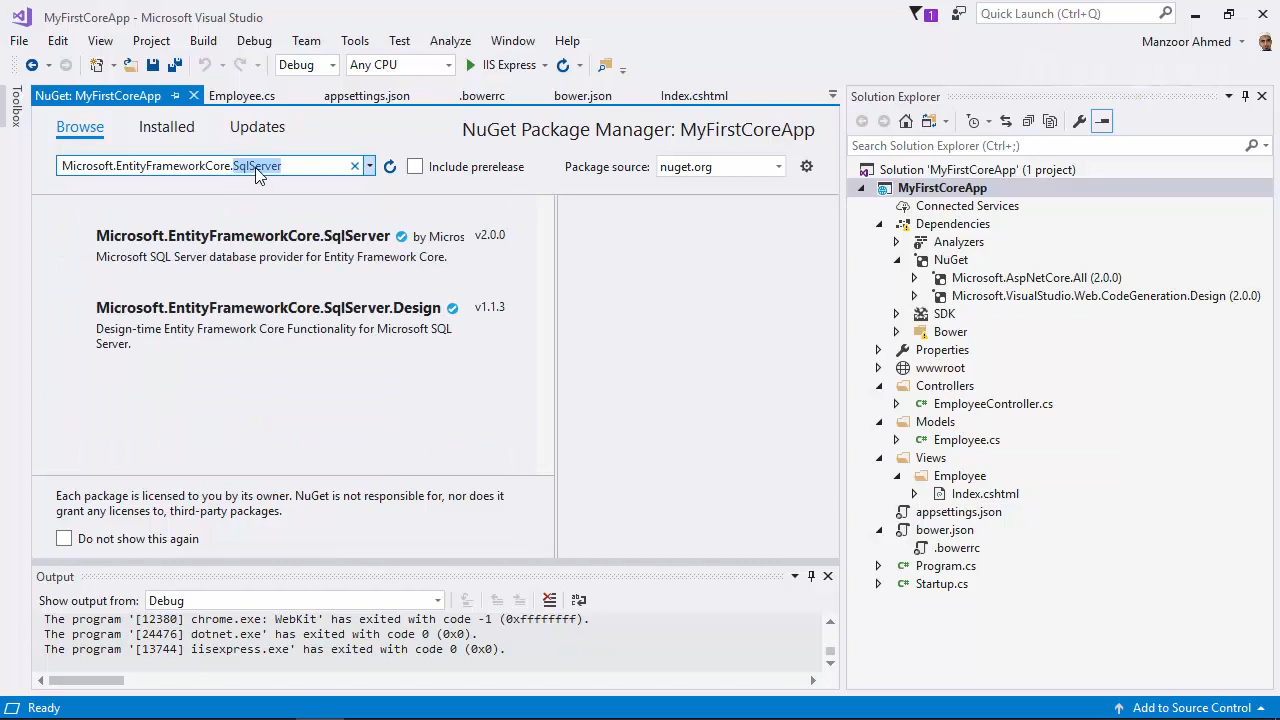 MyFirstCoreApp - Microsoft Visual Studio
1
Quick Launch (Ctrl+Q)
File Edit View Project Build Debug Team Tools Test Analyze Window Help
Manzoor Ahmed
Debug Any CPU IIS Express
Toolbox
NuGet: MyFirstCoreApp Employee.cs appsettings.json .bowerrc bower.json Index.cshtml
Browse Installed Updates
NuGet Package Manager: MyFirstCoreApp
Microsoft.EntityFrameworkCore.SqlServer
Include prerelease
Package source: nuget.org
Microsoft.EntityFrameworkCore.SqlServer by Micros v2.0.0
Microsoft SQL Server database provider for Entity Framework Core.
Microsoft.EntityFrameworkCore.SqlServer.Design v1.1.3
Design-time Entity Framework Core Functionality for Microsoft SQL
Server.
Each package is licensed to you by its owner. NuGet is not responsible for, nor does it
grant any licenses to, third-party packages.
Do not show this again
Output
Show output from: Debug
The program '[12380] chrome.exe: WebKit' has exited with code -1 (0xffffffff).
The program '[24476] dotnet.exe' has exited with code 0 (0x0).
The program '[13744] iisexpress.exe' has exited with code 0 (0x0).
Solution Explorer
Search Solution Explorer (Ctrl+;)
Solution 'MyFirstCoreApp' (1 project)
MyFirstCoreApp
Connected Services
Dependencies
Analyzers
NuGet
Microsoft.AspNetCore.All (2.0.0)
Microsoft.VisualStudio.Web.CodeGeneration.Design (2.0.0)
SDK
Bower
Properties
wwwroot
Controllers
C# EmployeeController.cs
Models
C# Employee.cs
Views
Employee
Index.cshtml
appsettings.json
bower.json
.bowerrc
C# Program.cs
C# Startup.cs
Ready
Add to Source Control